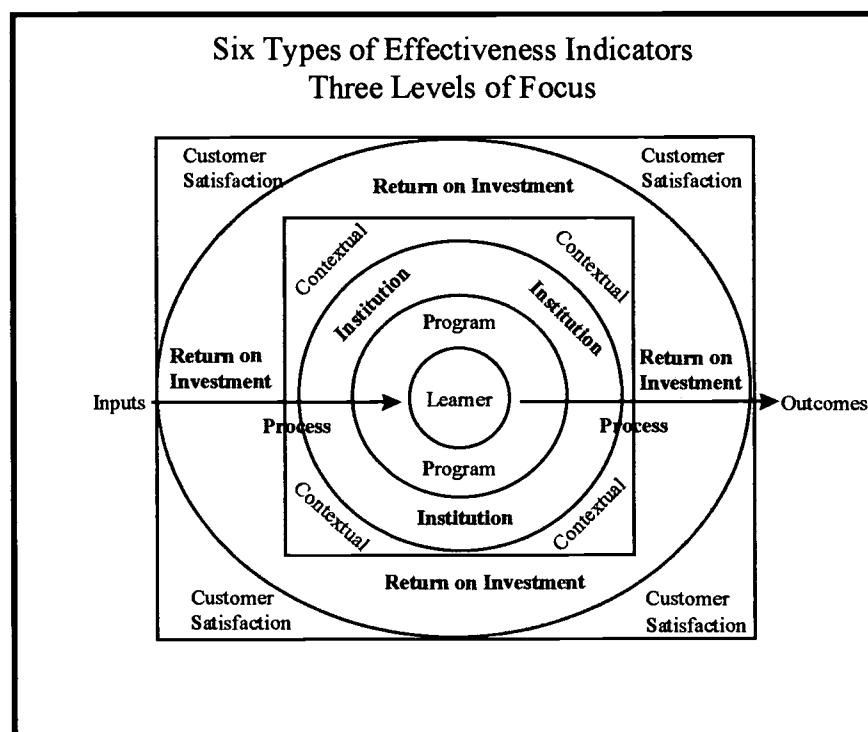 Six Types of Effectiveness Indicators
Three Levels of Focus
Customer
Satisfaction
Customer
Satisfaction
Return on Investment
Contextual
Contextual
Institution
Institution
Program
Return on
Investment
Return on
Investment
Inputs
Learner
Outcomes
Process
Process
Program
Contextual
Contextual
Institution
Return on Investment
Customer
Satisfaction
Customer
Satisfaction